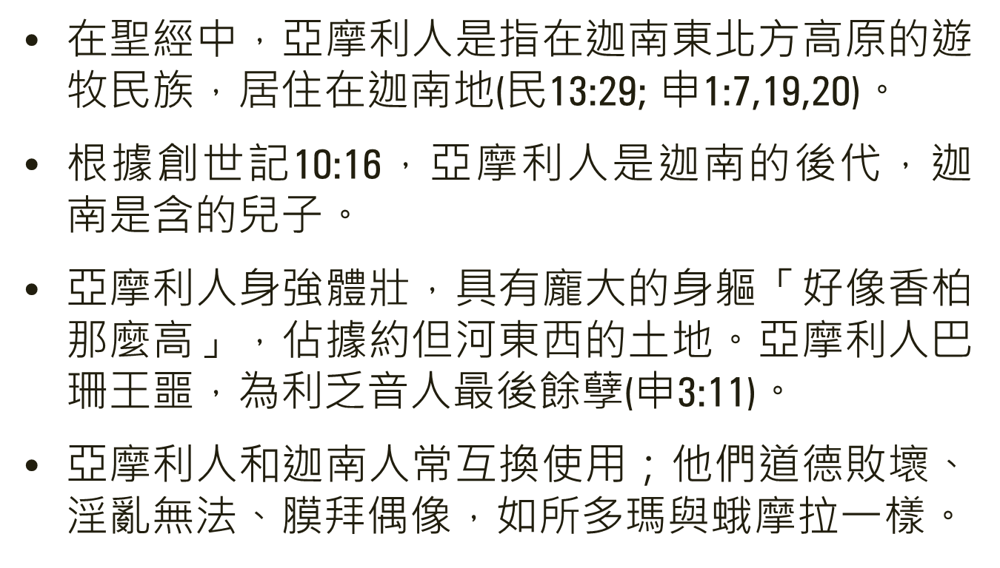 • 在聖經中，亞摩利人是指在迦南東北方高原的遊
牧民族，居住在迦南地(民13:29; 申1:7,19,20)。
• 根據創世記10:16，亞摩利人是迦南的後代，迦
南是含的兒子。
• 亞摩利人身強體壯，具有龐大的身軀「好像香柏
那麼高」，佔據約但河東西的土地。亞摩利人巴
珊王噩，為利乏音人最後餘孽(申3:11)。
• 亞摩利人和迦南人常互換使用；他們道德敗壞、
淫亂無法、膜拜偶像，如所多瑪與蛾摩拉一樣。